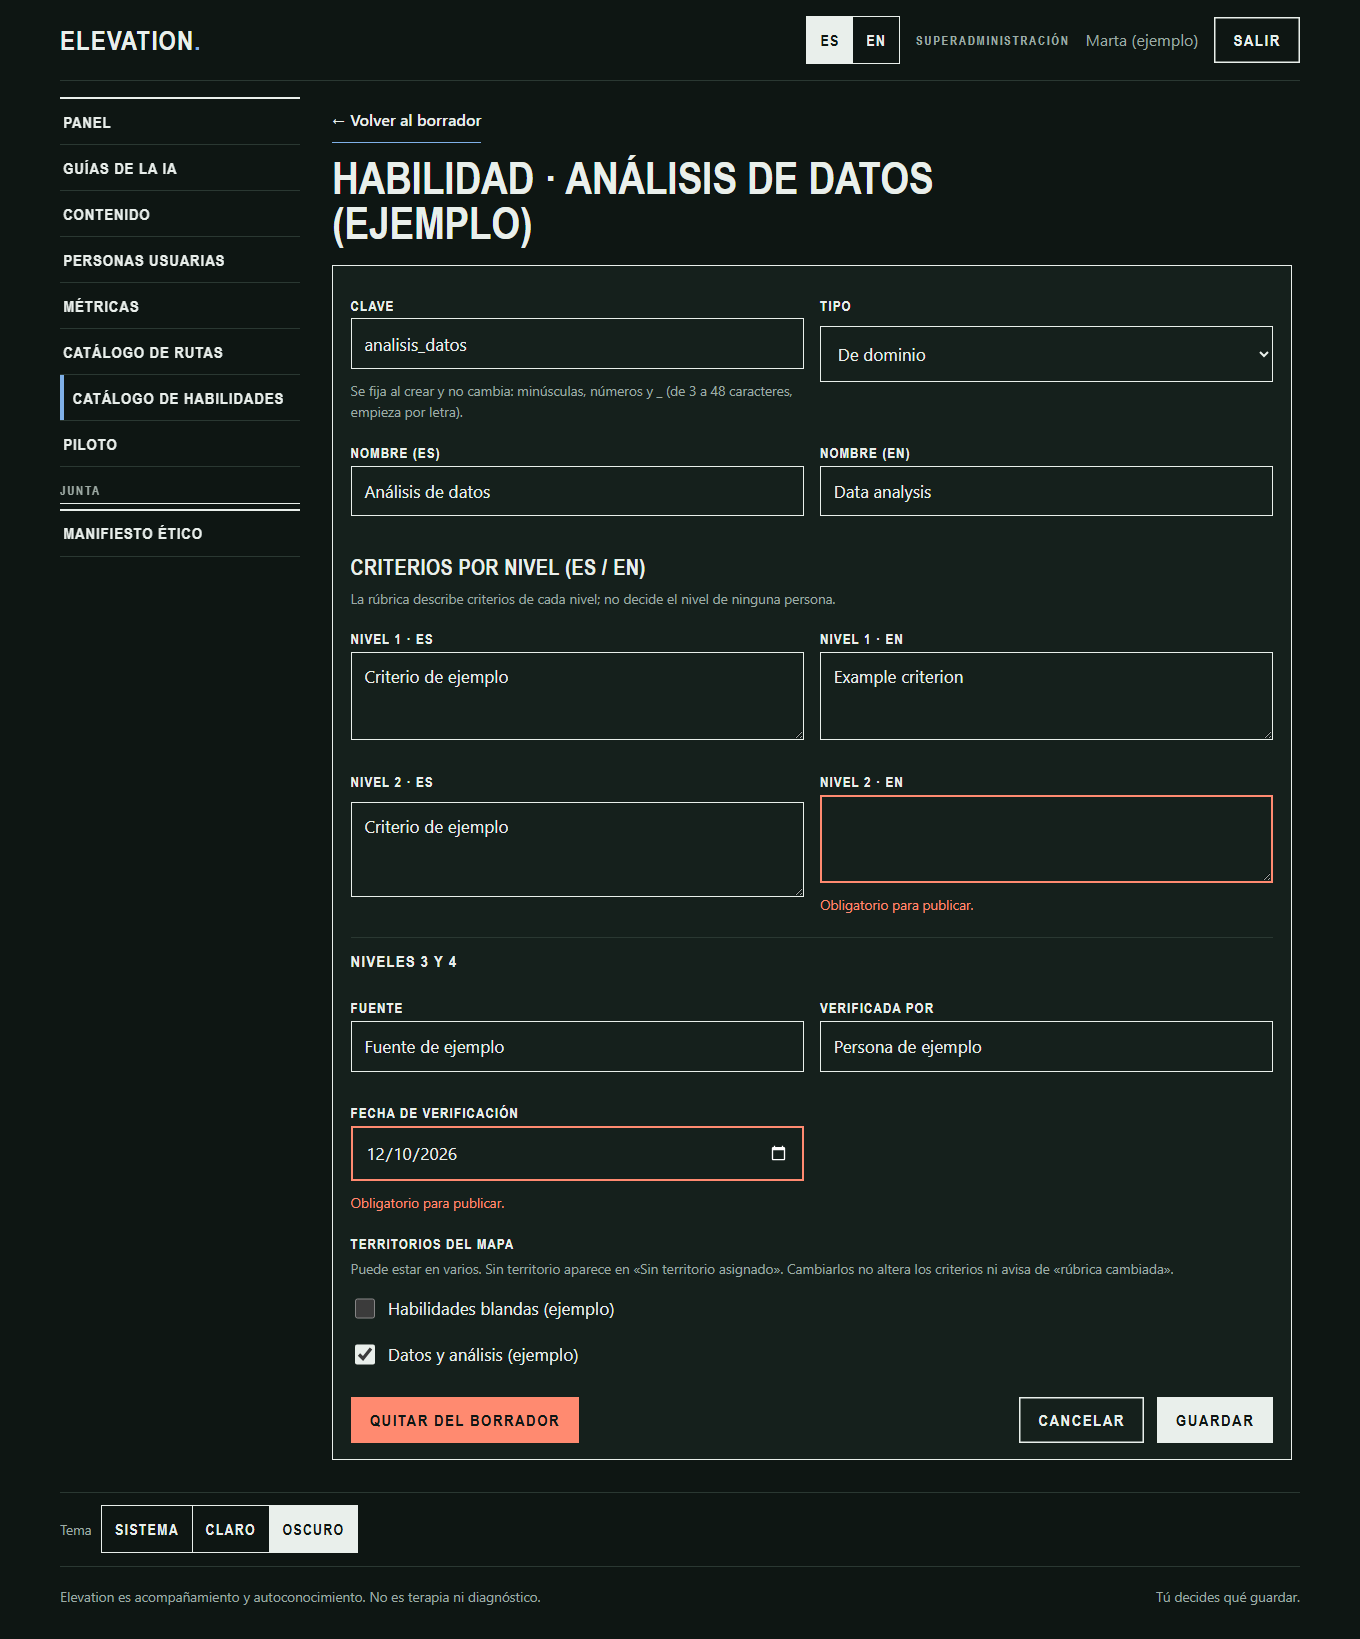 ELEVATION.
ES EN SUPERADMINISTRACIÓN Marta (ejemplo) SALIR
PANEL
GUÍAS DE LA IA
CONTENIDO
PERSONAS USUARIAS
MÉTRICAS
CATÁLOGO DE RUTAS
CATÁLOGO DE HABILIDADES
PILOTO
JUNTA
MANIFIESTO ÉTICO
← Volver al borrador
HABILIDAD · ANÁLISIS DE DATOS
(EJEMPLO)
CLAVE
analisis_datos
Se fija al crear y no cambia: minúsculas, números y _ (de 3 a 48 caracteres,
empieza por letra).
TIPO
De dominio
NOMBRE (ES)
Análisis de datos
NOMBRE (EN)
Data analysis
CRITERIOS POR NIVEL (ES / EN)
La rúbrica describe criterios de cada nivel; no decide el nivel de ninguna persona.
NIVEL 1 · ES
Criterio de ejemplo
NIVEL 1 · EN
Example criterion
NIVEL 2 · ES
Criterio de ejemplo
NIVEL 2 · EN
Obligatorio para publicar.
NIVELES 3 Y 4
FUENTE
Fuente de ejemplo
VERIFICADA POR
Persona de ejemplo
FECHA DE VERIFICACIÓN
12/10/2026
Obligatorio para publicar.
TERRITORIOS DEL MAPA
Puede estar en varios. Sin territorio aparece en «Sin territorio asignado». Cambiarlos no altera los criterios ni avisa de «rúbrica cambiada».
Habilidades blandas (ejemplo)
Datos y análisis (ejemplo)
QUITAR DEL BORRADOR CANCELAR GUARDAR
Tema SISTEMA CLARO OSCURO
Elevation es acompañamiento y autoconocimiento. No es terapia ni diagnóstico.
Tú decides qué guardar.